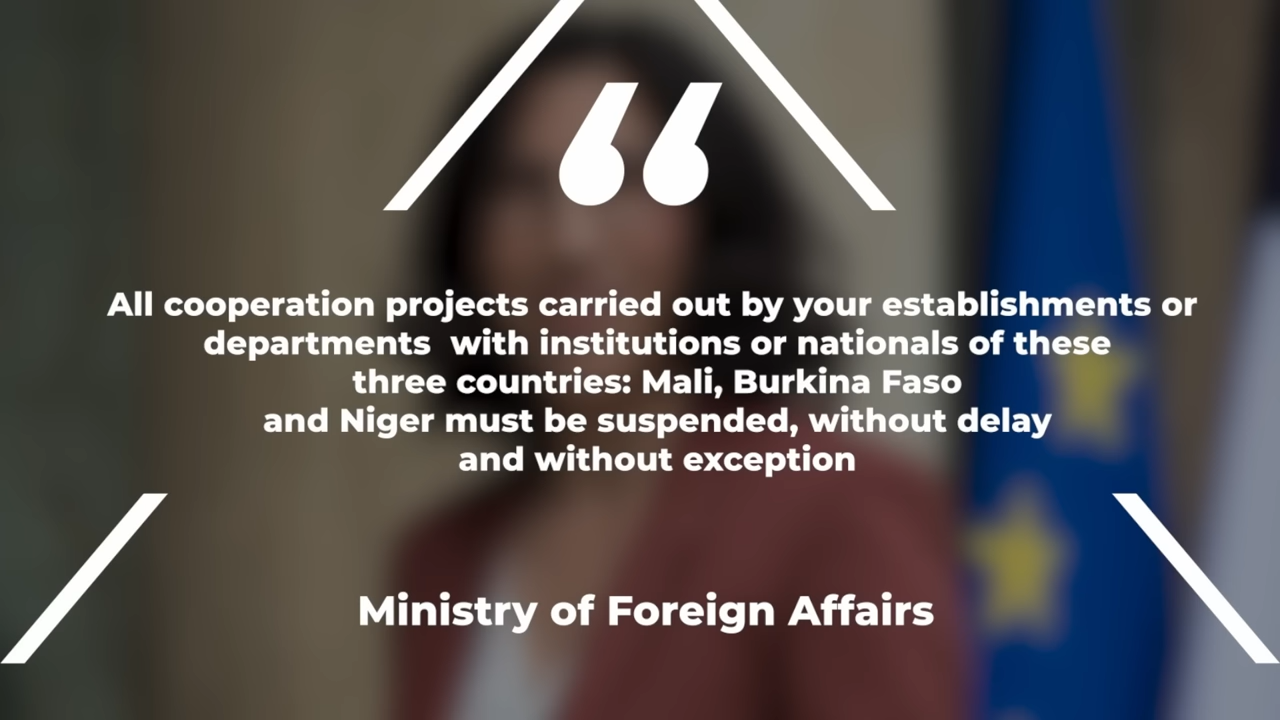 “
All cooperation projects carried out by your establishments or
departments  with institutions or nationals of these
three countries: Mali, Burkina Faso
and Niger must be suspended, without delay
and without exception
Ministry of Foreign Affairs